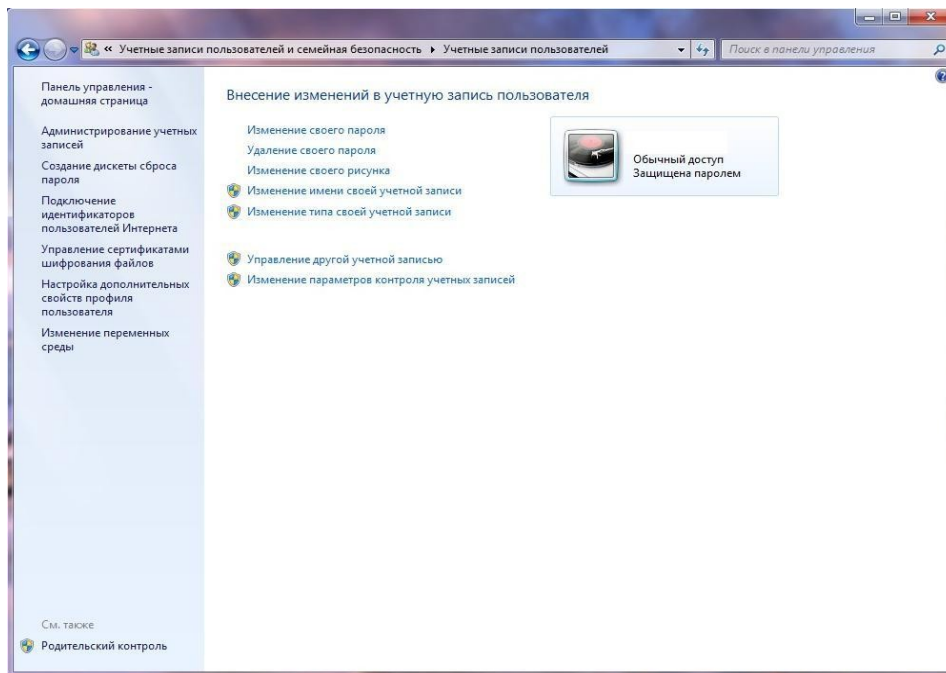 « Учетные записи пользователей и семейная безопасность ▸ Учетные записи пользователей
Поиск в панели управления
Панель управления -
домашняя страница
Администрирование учетных
записей
Создание дискеты сброса
пароля
Подключение
идентификаторов
пользователей Интернета
Управление сертификатами
шифрования файлов
Настройка дополнительных
свойств профиля
пользователя
Изменение переменных
среды
См. также
Родительский контроль
Внесение изменений в учетную запись пользователя
Изменение своего пароля
Удаление своего пароля
Изменение своего рисунка
Изменение имени своей учетной записи
Изменение типа своей учетной записи
Управление другой учетной записью
Изменение параметров контроля учетных записей
Обычный доступ
Защищена паролем